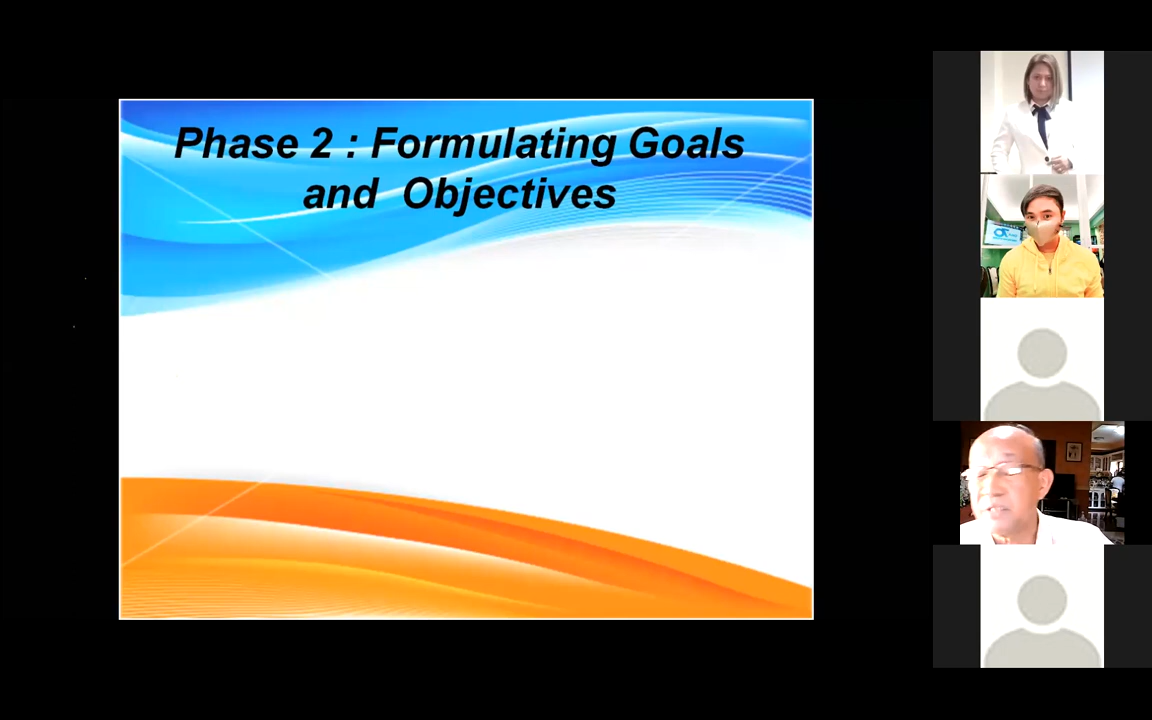 Phase 2 : Formulating Goals
and Objectives